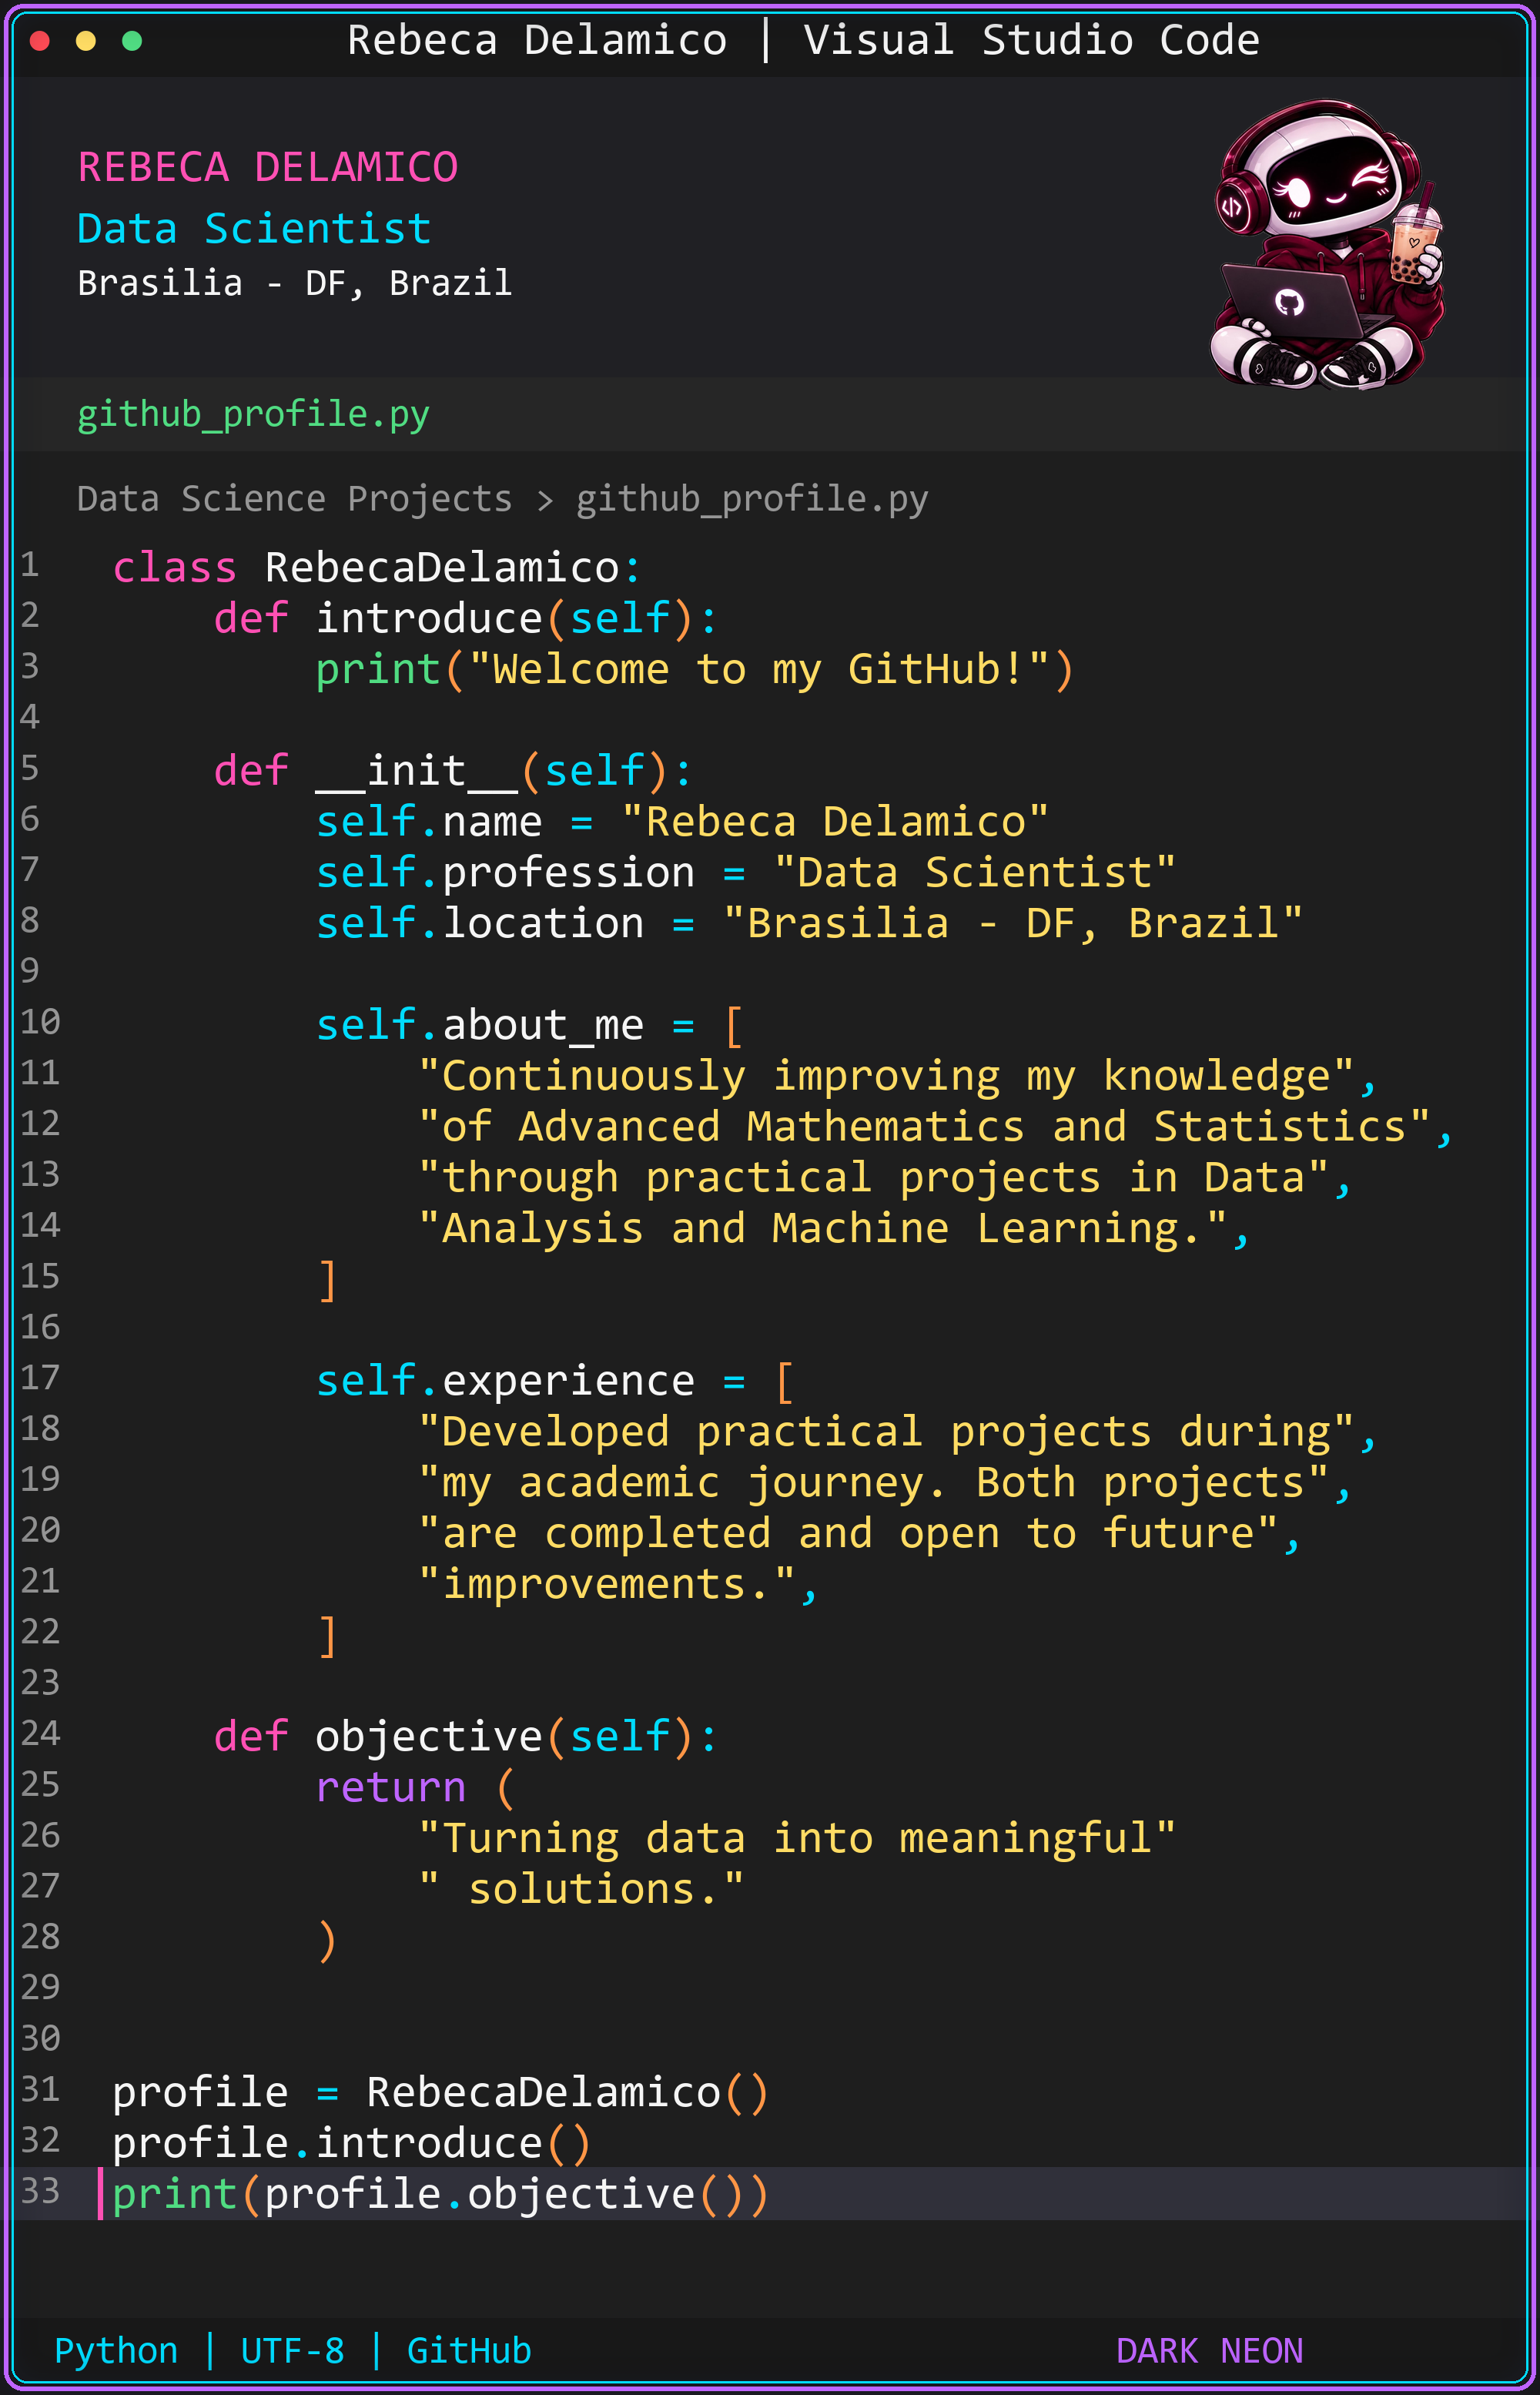 Rebeca Delamico | Visual Studio Code
REBECA DELAMICO
Data Scientist
Brasilia - DF, Brazil
</>
github_profile.py
Data Science Projects > github_profile.py
1 class RebecaDelamico:
2     def introduce(self):
3         print("Welcome to my GitHub!")
4
5     def __init__(self):
6         self.name = "Rebeca Delamico"
7         self.profession = "Data Scientist"
8         self.location = "Brasilia - DF, Brazil"
9
10         self.about_me = [
11             "Continuously improving my knowledge",
12             "of Advanced Mathematics and Statistics",
13             "through practical projects in Data",
14             "Analysis and Machine Learning.",
15         ]
16
17         self.experience = [
18             "Developed practical projects during",
19             "my academic journey. Both projects",
20             "are completed and open to future",
21             "improvements.",
22         ]
23
24     def objective(self):
25         return (
26             "Turning data into meaningful"
27             " solutions."
28         )
29
30
31 profile = RebecaDelamico()
32 profile.introduce()
33 print(profile.objective())
Python | UTF-8 | GitHub
DARK NEON